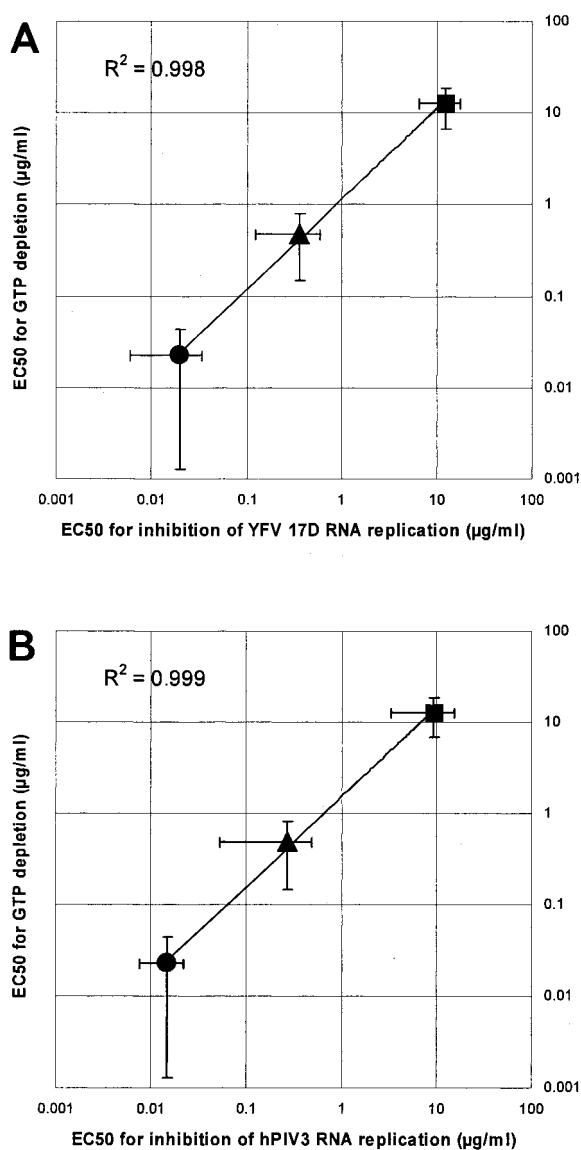 A
R² = 0.998
EC50 for GTP depletion (µg/ml)
100
10
1
0.1
0.01
0.001
0.001 0.01 0.1 1 10 100
EC50 for inhibition of YFV 17D RNA replication (µg/ml)
B
R² = 0.999
EC50 for GTP depletion (µg/ml)
100
10
1
0.1
0.01
0.001
0.001 0.01 0.1 1 10 100
EC50 for inhibition of hPIV3 RNA replication (µg/ml)